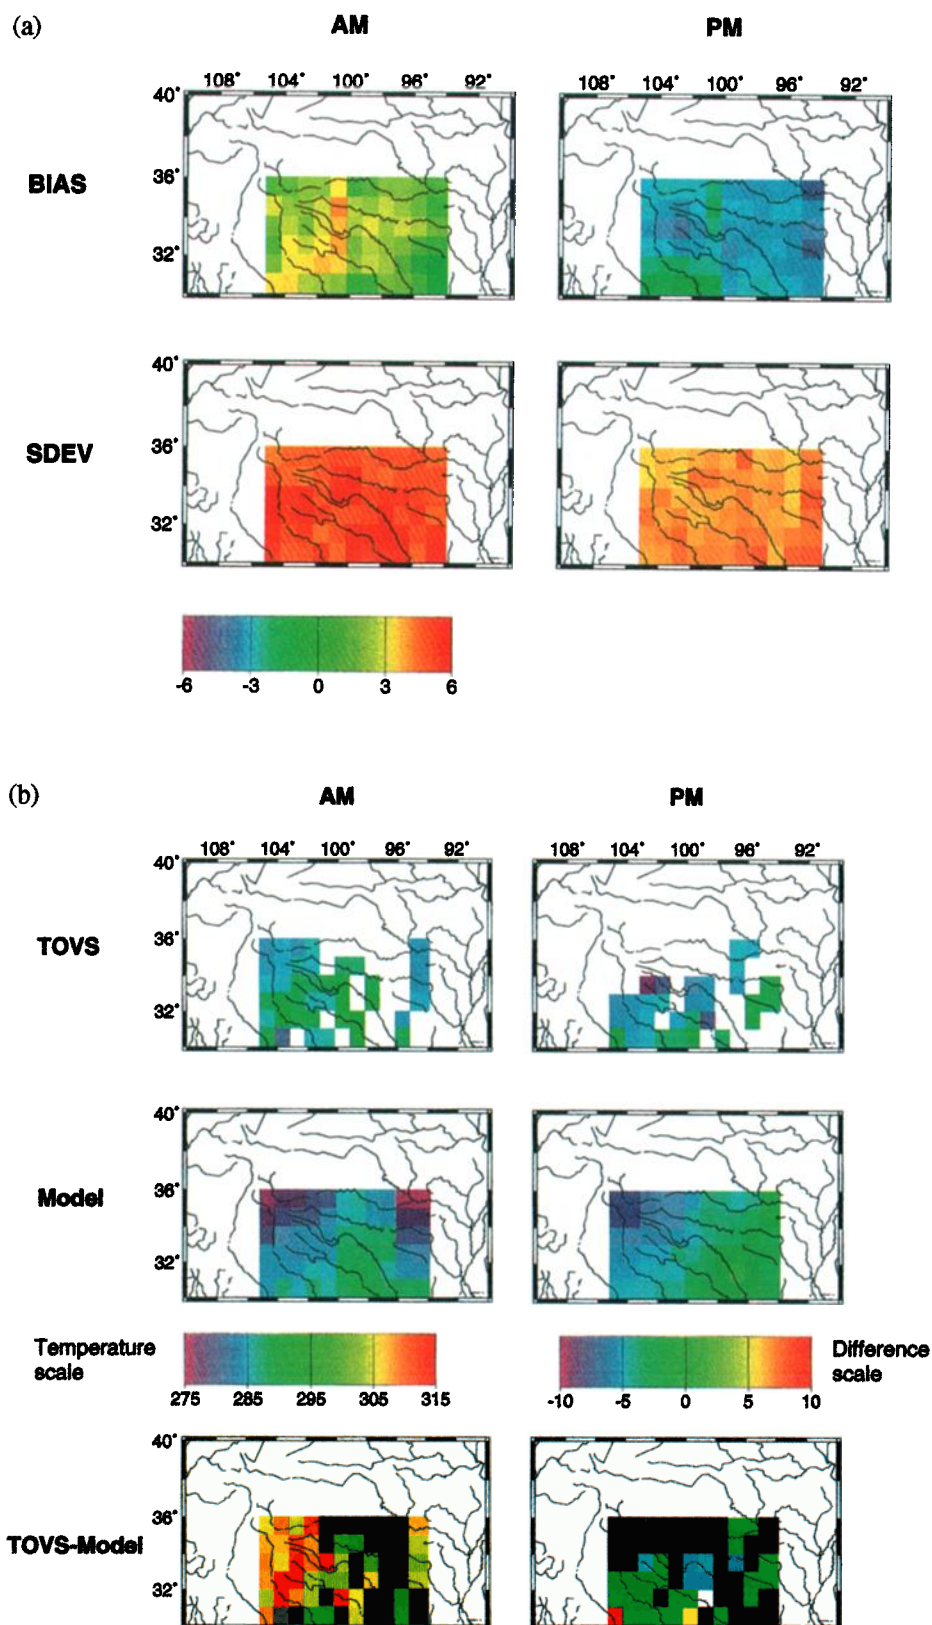 (a)
AM PM
108° 104° 100° 96° 92° 108° 104° 100° 96° 92°
40°
BIAS
36°
32°
40°
SDEV
36°
32°
-6 -3 0 3 6
(b)
AM PM
108° 104° 100° 96° 92° 108° 104° 100° 96° 92°
40°
TOVS
36°
32°
40°
Model
36°
32°
Temperature scale
275 285 295 305 315
-10 -5 0 5 10
Difference scale
40°
36°
TOVS-Model
32°